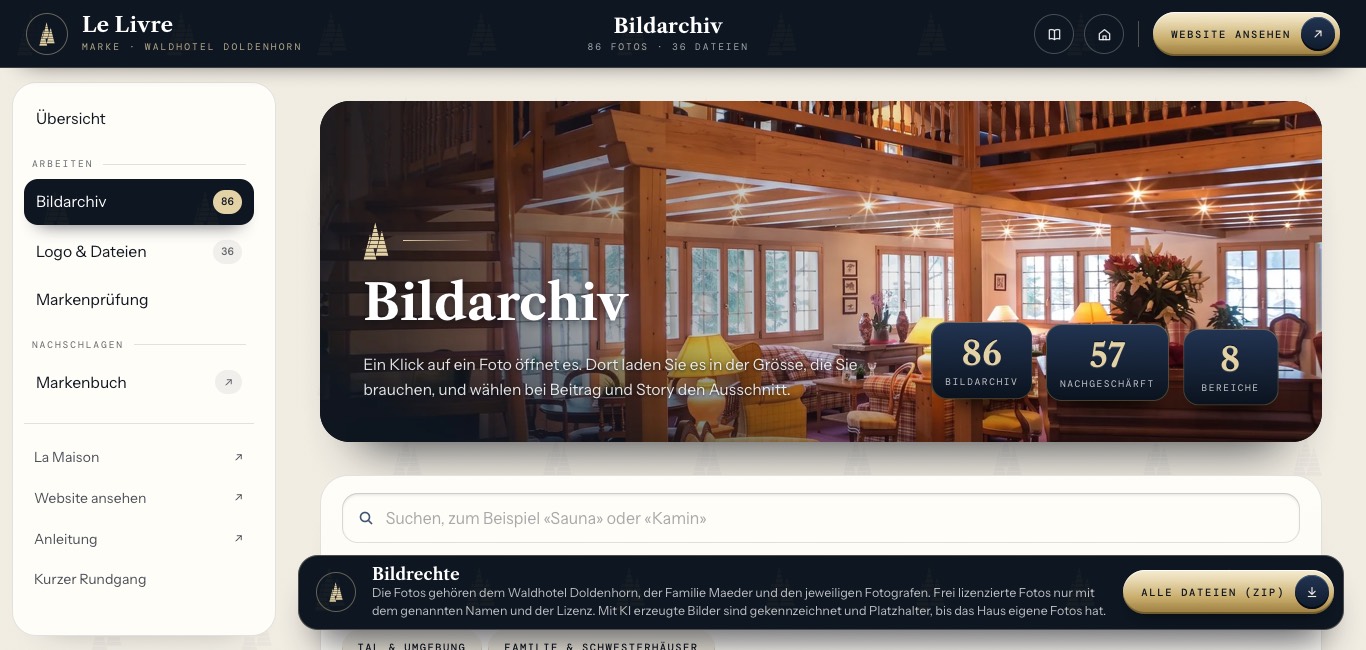 Le Livre
MARKE · WALDHOTEL DOLDENHORN
Bildarchiv
86 FOTOS · 36 DATEIEN
WEBSITE ANSEHEN
Übersicht
ARBEITEN
Bildarchiv 86
Logo & Dateien 36
Markenprüfung
NACHSCHLAGEN
Markenbuch
La Maison
Website ansehen
Anleitung
Kurzer Rundgang
Bildarchiv
Ein Klick auf ein Foto öffnet es. Dort laden Sie es in der Grösse, die Sie
brauchen, und wählen bei Beitrag und Story den Ausschnitt.
86
BILDARCHIV
57
NACHGESCHÄRFT
8
BEREICHE
Suchen, zum Beispiel «Sauna» oder «Kamin»
Bildrechte
Die Fotos gehören dem Waldhotel Doldenhorn, der Familie Maeder und den jeweiligen Fotografen. Frei lizenzierte Fotos nur mit
dem genannten Namen und der Lizenz. Mit KI erzeugte Bilder sind gekennzeichnet und Platzhalter, bis das Haus eigene Fotos hat.
ALLE DATEIEN (ZIP)
TAL & UMGEBUNG
FAMILIE & SCHWESTERHÄUSER